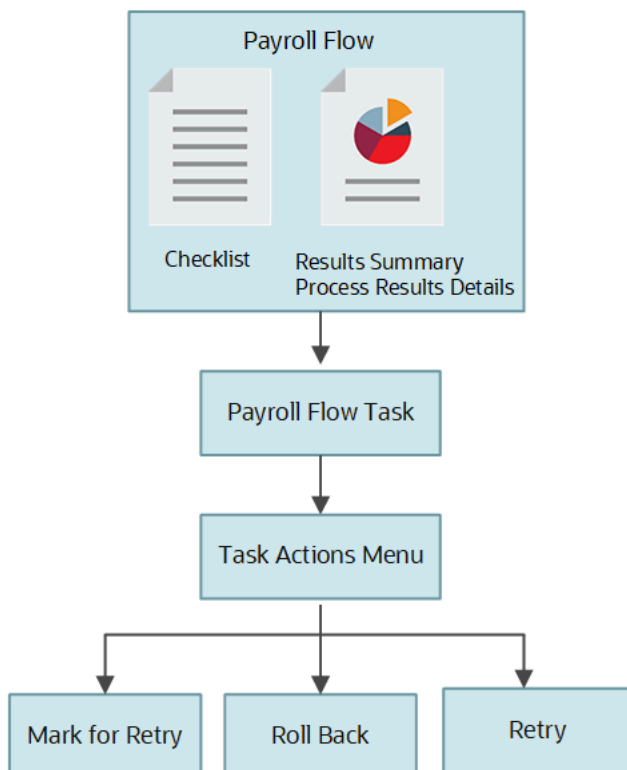 Payroll Flow
Checklist
Results Summary
Process Results Details
Payroll Flow Task
Task Actions Menu
Mark for Retry
Roll Back
Retry